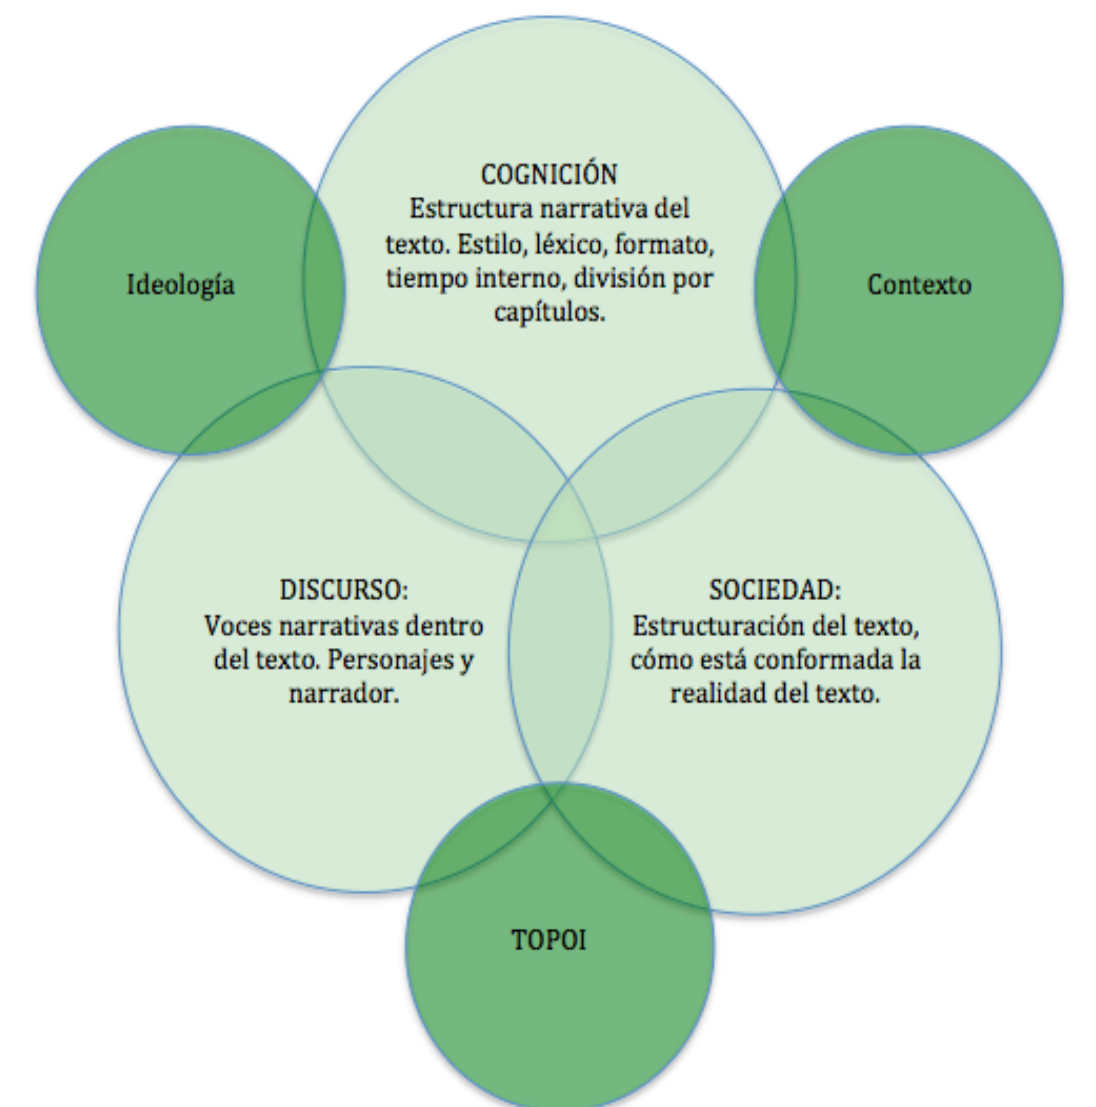 COGNICIÓN
Estructura narrativa del
texto. Estilo, léxico, formato,
tiempo interno, división por
capítulos.
Ideología
Contexto
DISCURSO:
Voces narrativas dentro
del texto. Personajes y
narrador.
SOCIEDAD:
Estructuración del texto,
cómo está conformada la
realidad del texto.
TOPOI